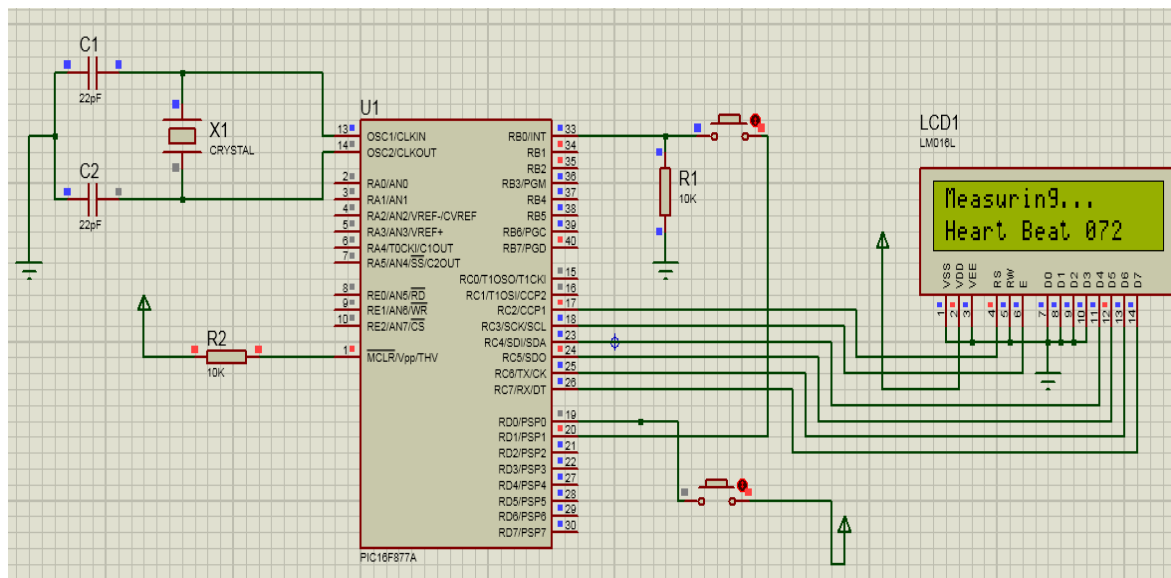 C1
22pF
X1
CRYSTAL
C2
22pF
R2
10K
U1
13 OSC1/CLKIN
14 OSC2/CLKOUT
2 RA0/AN0
3 RA1/AN1
4 RA2/AN2/VREF-/CVREF
5 RA3/AN3/VREF+
6 RA4/T0CKI/C1OUT
7 RA5/AN4/SS/C2OUT
8 RE0/AN5/RD
9 RE1/AN6/WR
10 RE2/AN7/CS
1 MCLR/Vpp/THV
RB0/INT 33
RB1 34
RB2 35
RB3/PGM 36
RB4 37
RB5 38
RB6/PGC 39
RB7/PGD 40
RC0/T1OSO/T1CKI 15
RC1/T1OSI/CCP2 16
RC2/CCP1 17
RC3/SCK/SCL 18
RC4/SDI/SDA 23
RC5/SDO 24
RC6/TX/CK 25
RC7/RX/DT 26
RD0/PSP0 19
RD1/PSP1 20
RD2/PSP2 21
RD3/PSP3 22
RD4/PSP4 27
RD5/PSP5 28
RD6/PSP6 29
RD7/PSP7 30
PIC16F877A
R1
10K
LCD1
LM016L
Measuring...
Heart Beat 072
VSS VDD VEE RS RW E D0 D1 D2 D3 D4 D5 D6 D7
1 2 3 4 5 6 7 8 9 10 11 12 13 14